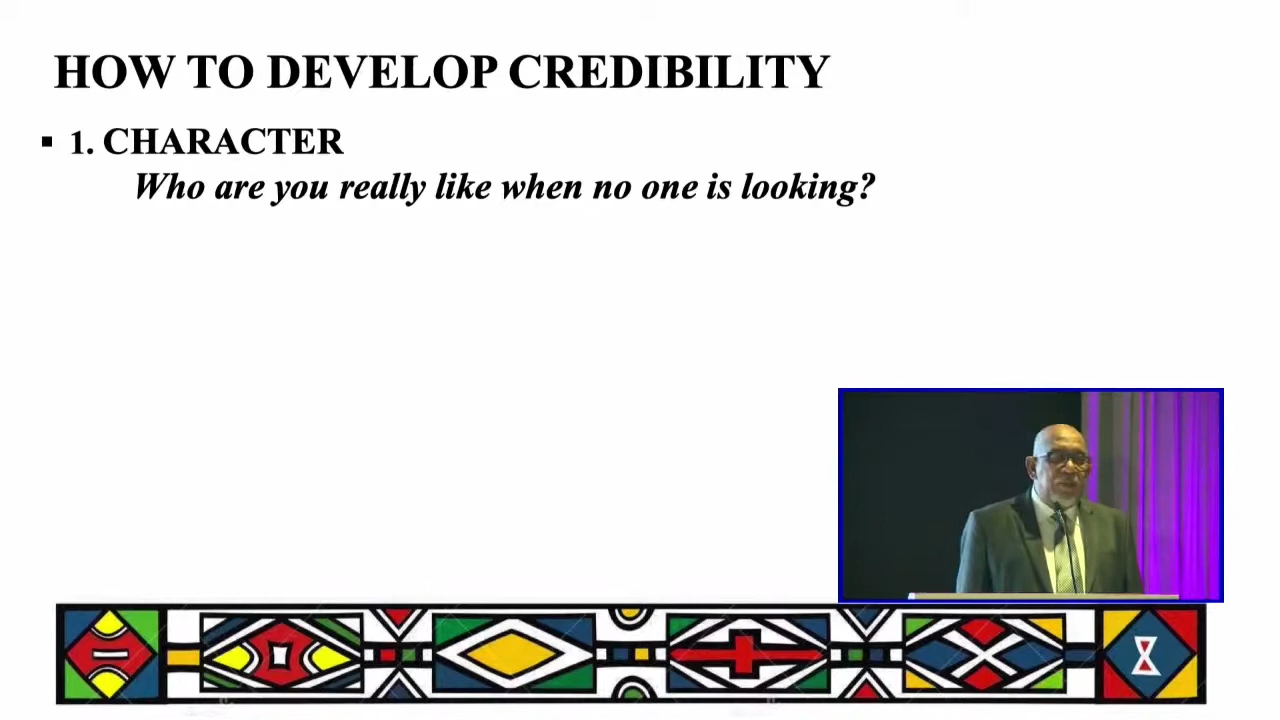 HOW TO DEVELOP CREDIBILITY
▪ 1. CHARACTER
Who are you really like when no one is looking?